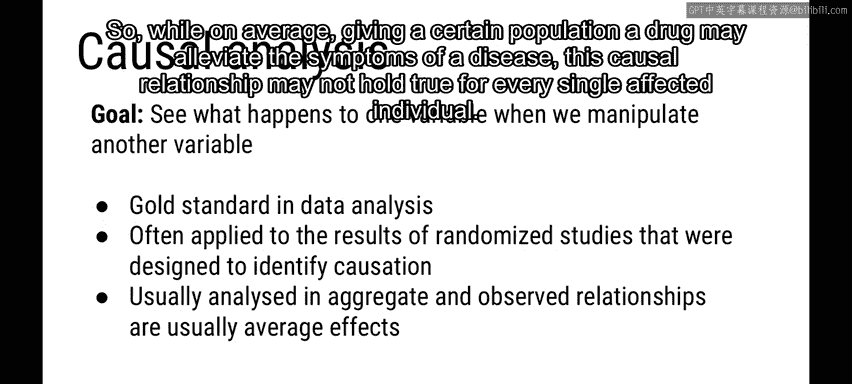 GPT中英字幕课程资源@bilibili.com
Causal analysis
So, while on average, giving a certain population a drug may
alleviate the symptoms of a disease, this causal
relationship may not hold true for every single affected
individual.
Goal: See what happens to one variable when we manipulate
another variable
● Gold standard in data analysis
● Often applied to the results of randomized studies that were
designed to identify causation
● Usually analysed in aggregate and observed relationships
are usually average effects